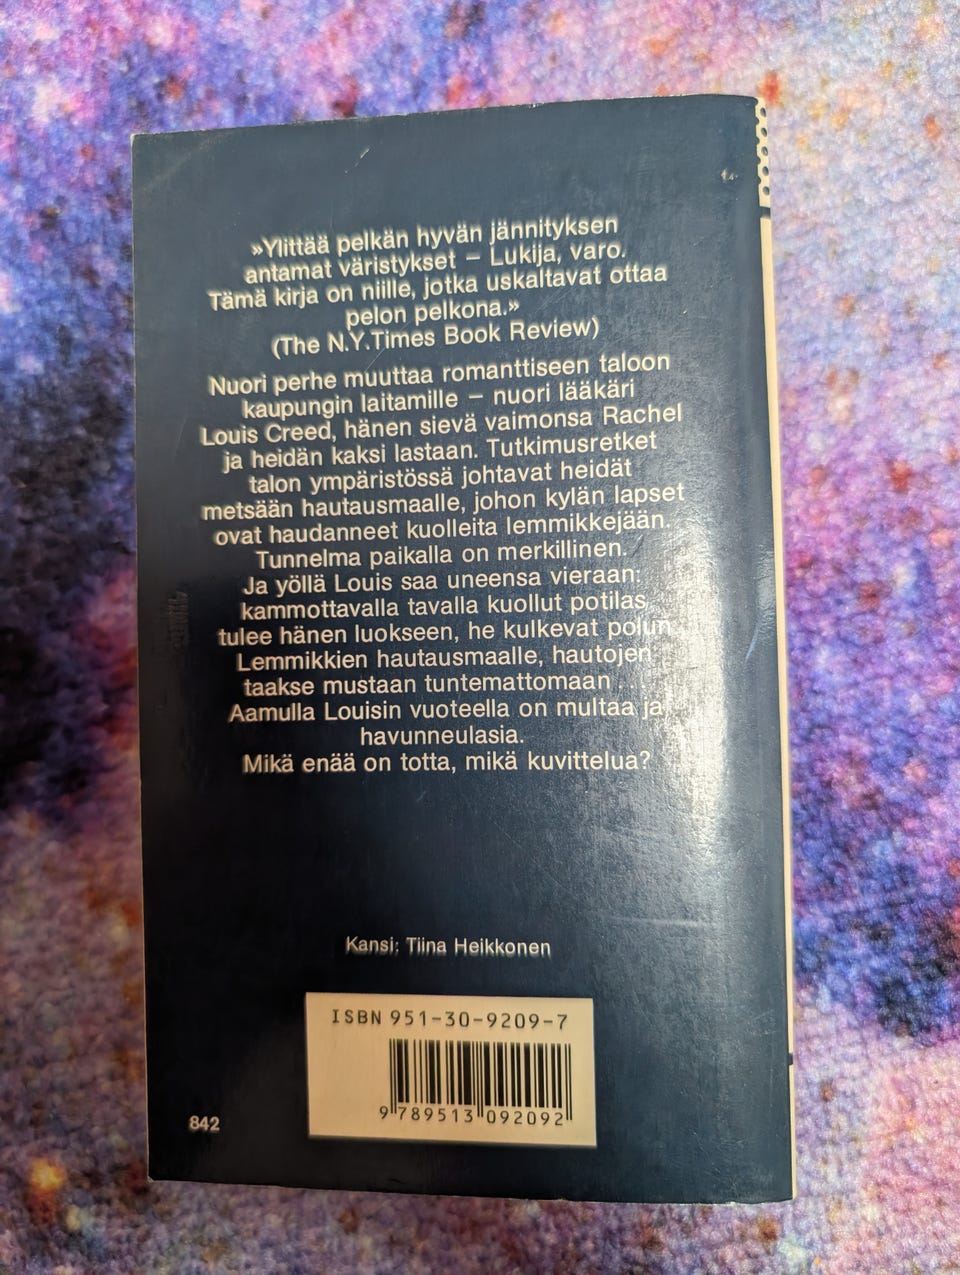 »Ylittää pelkän hyvän jännityksen
antamat väristykset – Lukija, varo.
Tämä kirja on niille, jotka uskaltavat ottaa
pelon pelkona.»
(The N.Y.Times Book Review)
Nuori perhe muuttaa romanttiseen taloon
kaupungin laitamille – nuori lääkäri
Louis Creed, hänen sievä vaimonsa Rachel
ja heidän kaksi lastaan. Tutkimusretket
talon ympäristössä johtavat heidät
metsään hautausmaalle, johon kylän lapset
ovat haudanneet kuolleita lemmikkejään.
Tunnelma paikalla on merkillinen.
Ja yöllä Louis saa uneensa vieraan:
kammottavalla tavalla kuollut potilas
tulee hänen luokseen, he kulkevat polun
Lemmikkien hautausmaalle, hautojen
taakse mustaan tuntemattomaan ...
Aamulla Louisin vuoteella on multaa ja
havunneulasia.
Mikä enää on totta, mikä kuvittelua?
Kansi: Tiina Heikkonen
ISBN 951-30-9209-7
9 789513 092092
842